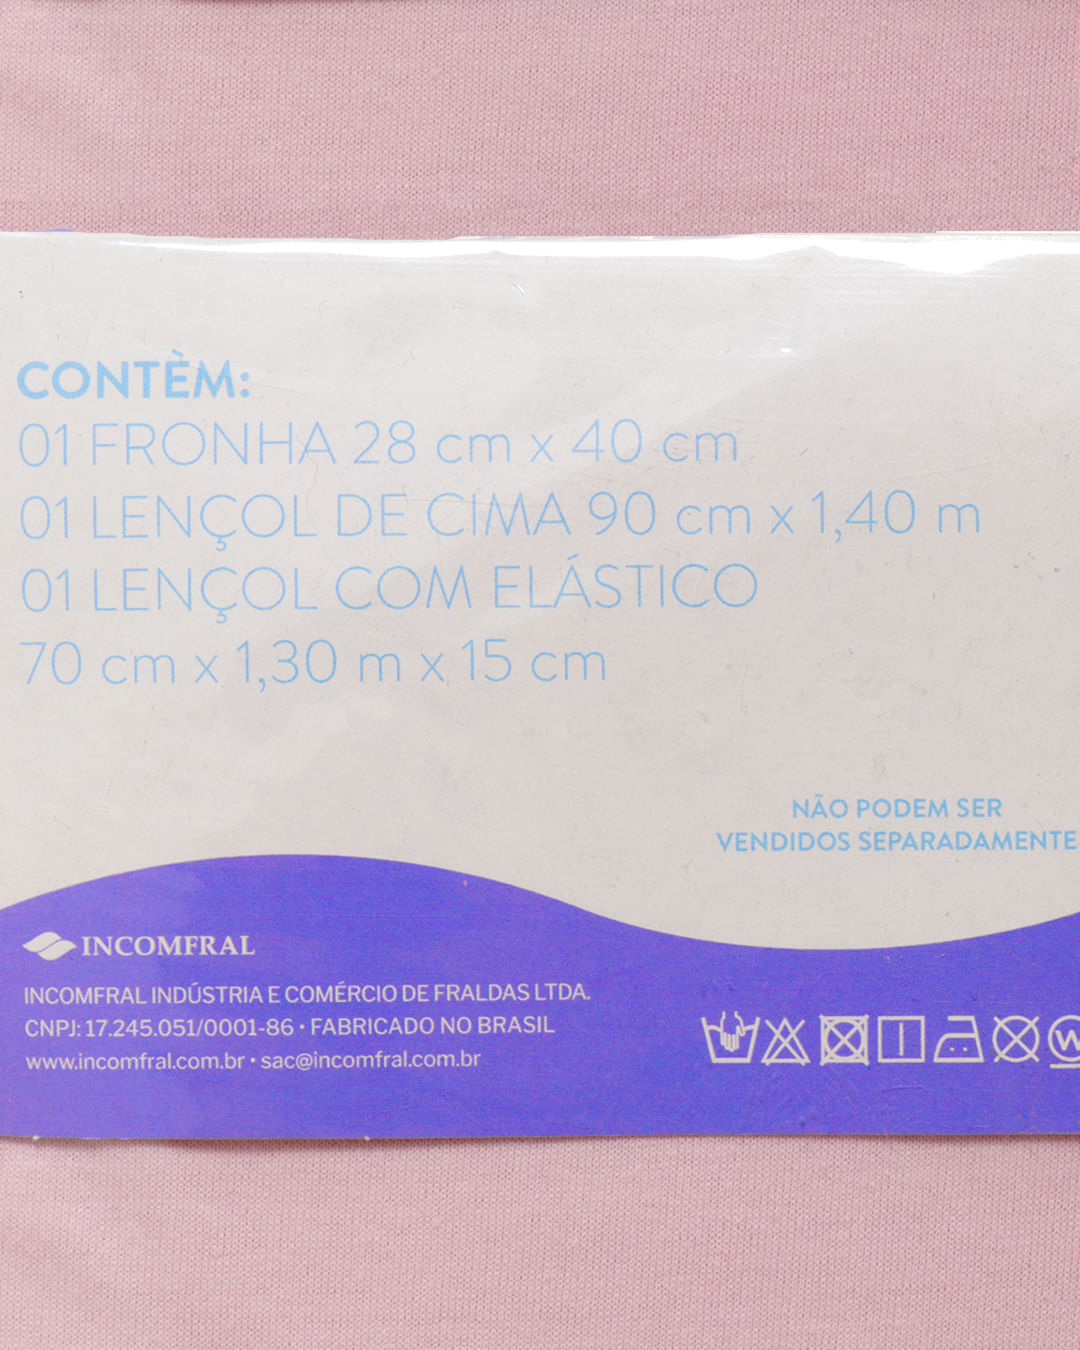 CONTÈM:
01 FRONHA 28 cm x 40 cm
01 LENÇOL DE CIMA 90 cm x 1,40 m
01 LENÇOL COM ELÁSTICO
70 cm x 1,30 m x 15 cm
NÃO PODEM SER
VENDIDOS SEPARADAMENTE
INCOMFRAL
INCOMFRAL INDÚSTRIA E COMÉRCIO DE FRALDAS LTDA.
CNPJ: 17.245.051/0001-86 • FABRICADO NO BRASIL
www.incomfral.com.br • sac@incomfral.com.br
W